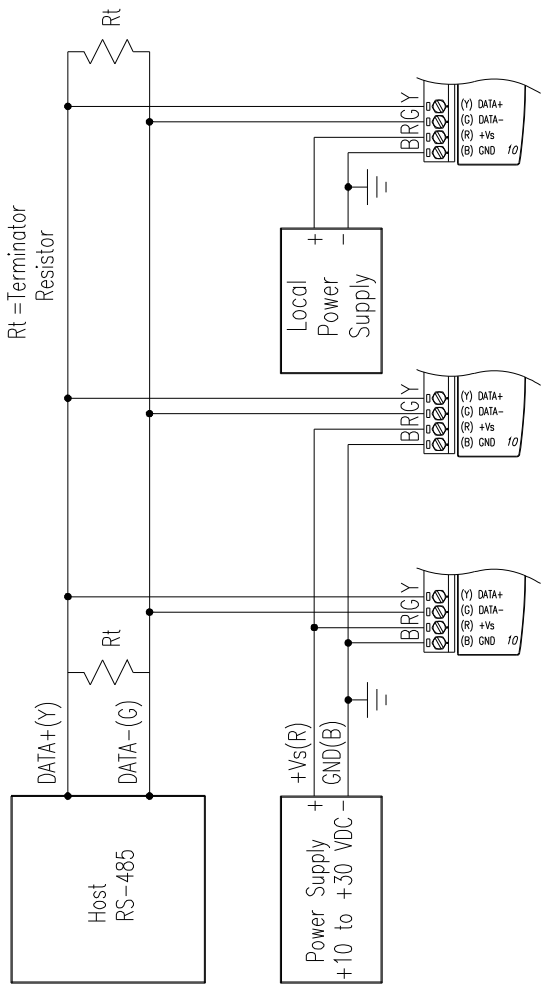 Rt =Terminator
Resistor
Rt
Rt
DATA+(Y)
DATA-(G)
Host
RS-485
+Vs(R)
GND(B)
+
-
Power Supply
+10 to +30 VDC
Local
Power
Supply
+
-
B R G Y
(Y) DATA+
(G) DATA-
(R) +Vs
(B) GND 10
B R G Y
(Y) DATA+
(G) DATA-
(R) +Vs
(B) GND 10
B R G Y
(Y) DATA+
(G) DATA-
(R) +Vs
(B) GND 10